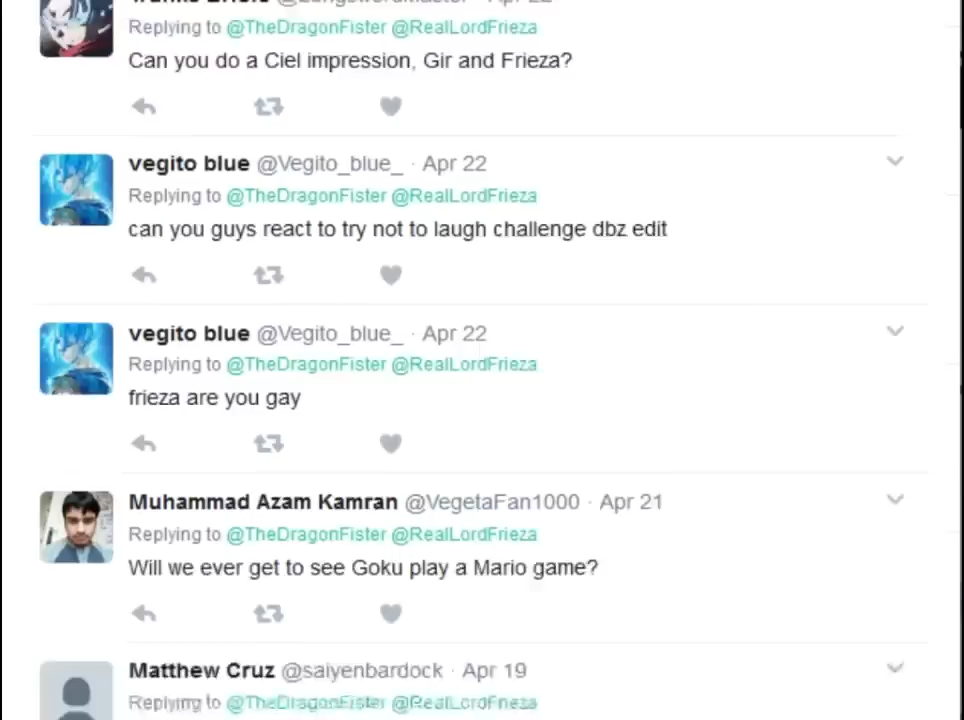 Replying to @TheDragonFister @RealLordFrieza
Can you do a Ciel impression, Gir and Frieza?
vegito blue @Vegito_blue_ · Apr 22
Replying to @TheDragonFister @RealLordFrieza
can you guys react to try not to laugh challenge dbz edit
vegito blue @Vegito_blue_ · Apr 22
Replying to @TheDragonFister @RealLordFrieza
frieza are you gay
Muhammad Azam Kamran @VegetaFan1000 · Apr 21
Replying to @TheDragonFister @RealLordFrieza
Will we ever get to see Goku play a Mario game?
Matthew Cruz @saiyenbardock · Apr 19
Replying to @TheDragonFister @RealLordFrieza